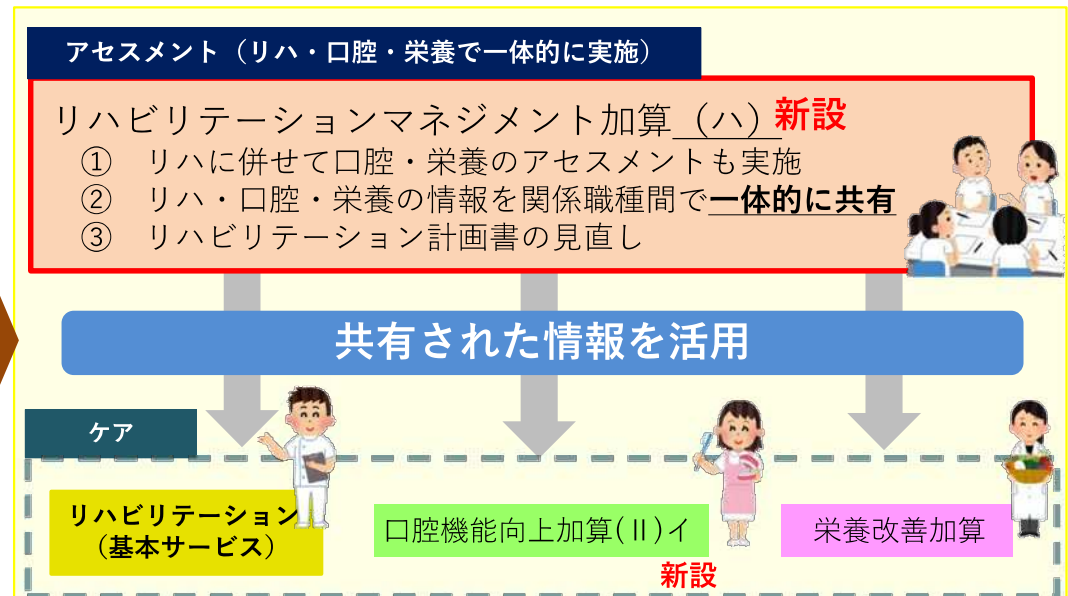 アセスメント（リハ・口腔・栄養で一体的に実施）
リハビリテーションマネジメント加算（ハ）新設
① リハに併せて口腔・栄養のアセスメントも実施
② リハ・口腔・栄養の情報を関係職種間で一体的に共有
③ リハビリテーション計画書の見直し
共有された情報を活用
ケア
リハビリテーション
（基本サービス）
口腔機能向上加算(Ⅱ)イ
新設
栄養改善加算